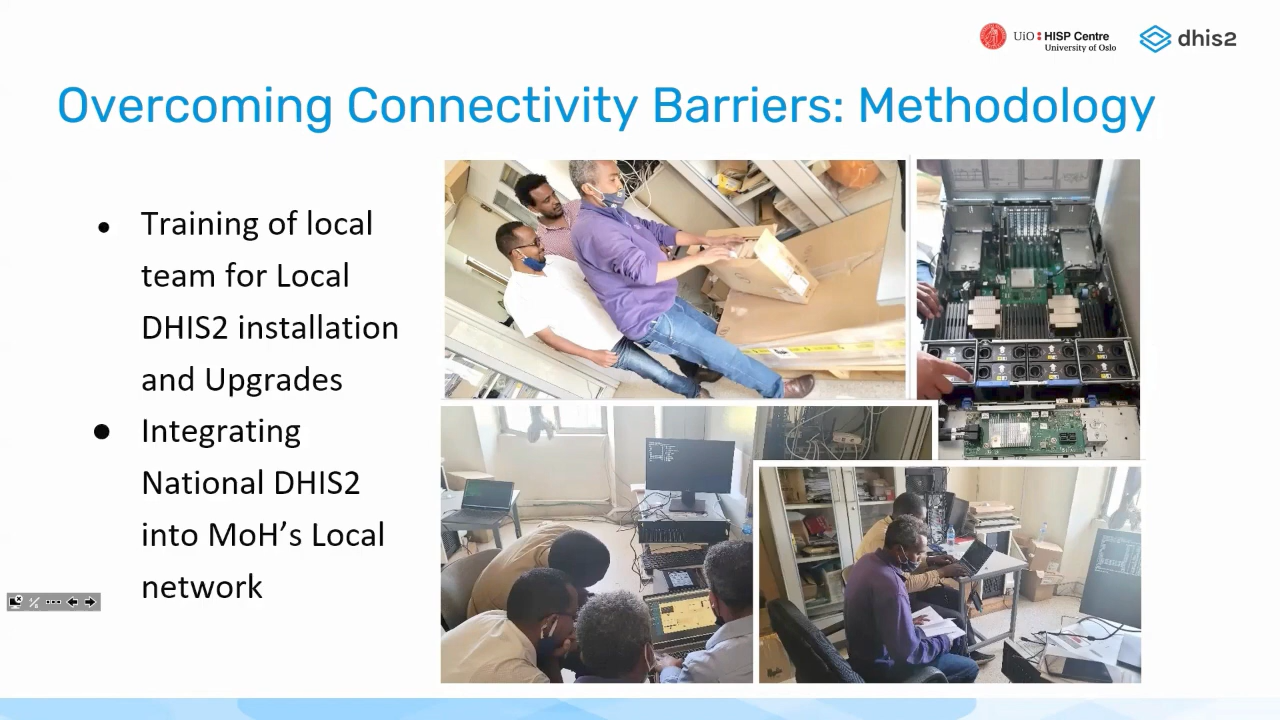 UiO HISP Centre
University of Oslo
dhis2
Overcoming Connectivity Barriers: Methodology
● Training of local
team for Local
DHIS2 installation
and Upgrades
● Integrating
National DHIS2
into MoH’s Local
network